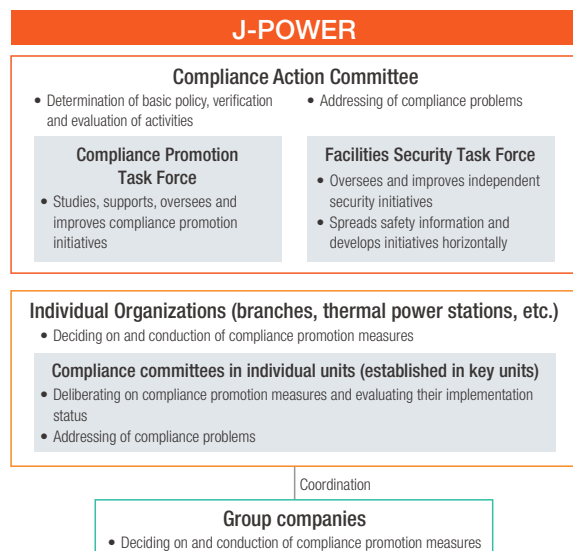 J-POWER
Compliance Action Committee
• Determination of basic policy, verification
and evaluation of activities
• Addressing of compliance problems
Compliance Promotion
Task Force
• Studies, supports, oversees and
improves compliance promotion
initiatives
Facilities Security Task Force
• Oversees and improves independent
security initiatives
• Spreads safety information and
develops initiatives horizontally
Individual Organizations (branches, thermal power stations, etc.)
• Deciding on and conduction of compliance promotion measures
Compliance committees in individual units (established in key units)
• Deliberating on compliance promotion measures and evaluating their implementation
status
• Addressing of compliance problems
Coordination
Group companies
• Deciding on and conduction of compliance promotion measures